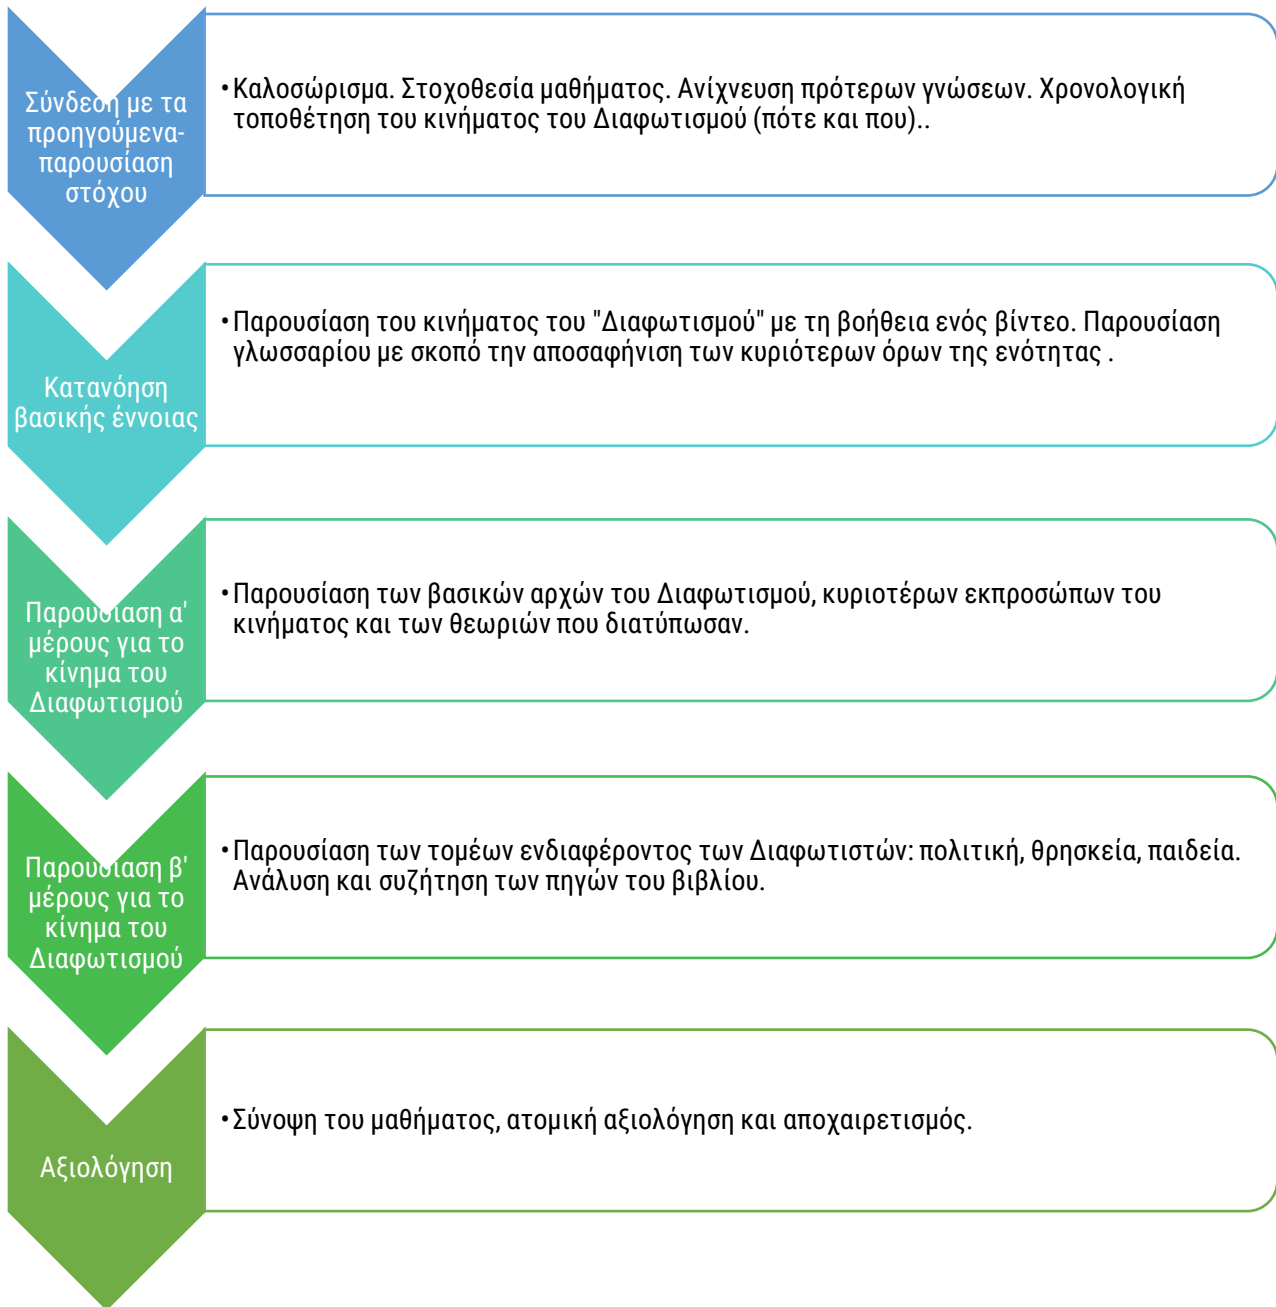 Σύνδεση με τα
προηγούμενα-
παρουσίαση
στόχου
•Καλοσώρισμα. Στοχοθεσία μαθήματος. Ανίχνευση πρότερων γνώσεων. Χρονολογική
τοποθέτηση του κινήματος του Διαφωτισμού (πότε και που)..
Κατανόηση
βασικής έννοιας
•Παρουσίαση του κινήματος του "Διαφωτισμού" με τη βοήθεια ενός βίντεο. Παρουσίαση
γλωσσαρίου με σκοπό την αποσαφήνιση των κυριότερων όρων της ενότητας .
Παρουσίαση α'
μέρους για το
κίνημα του
Διαφωτισμού
•Παρουσίαση των βασικών αρχών του Διαφωτισμού, κυριοτέρων εκπροσώπων του
κινήματος και των θεωριών που διατύπωσαν.
Παρουσίαση β'
μέρους για το
κίνημα του
Διαφωτισμού
•Παρουσίαση των τομέων ενδιαφέροντος των Διαφωτιστών: πολιτική, θρησκεία, παιδεία.
Ανάλυση και συζήτηση των πηγών του βιβλίου.
Αξιολόγηση
•Σύνοψη του μαθήματος, ατομική αξιολόγηση και αποχαιρετισμός.